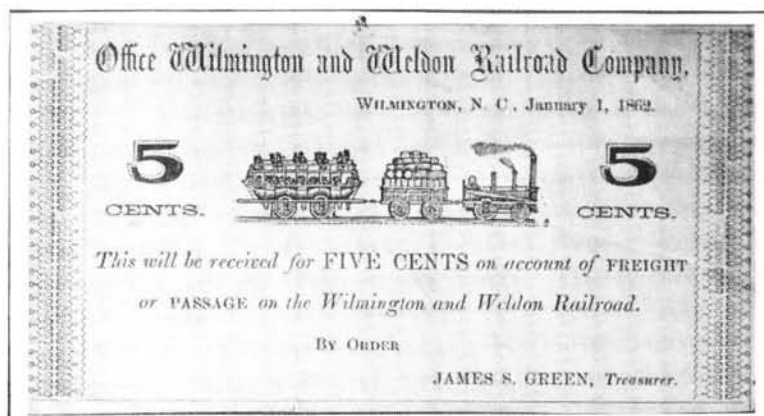 Office Wilmington and Weldon Railroad Company,
WILMINGTON, N. C., January 1, 1862.
5 5
CENTS. CENTS.
This will be received for FIVE CENTS on account of FREIGHT
or PASSAGE on the Wilmington and Weldon Railroad.
BY ORDER
JAMES S. GREEN, Treasurer.